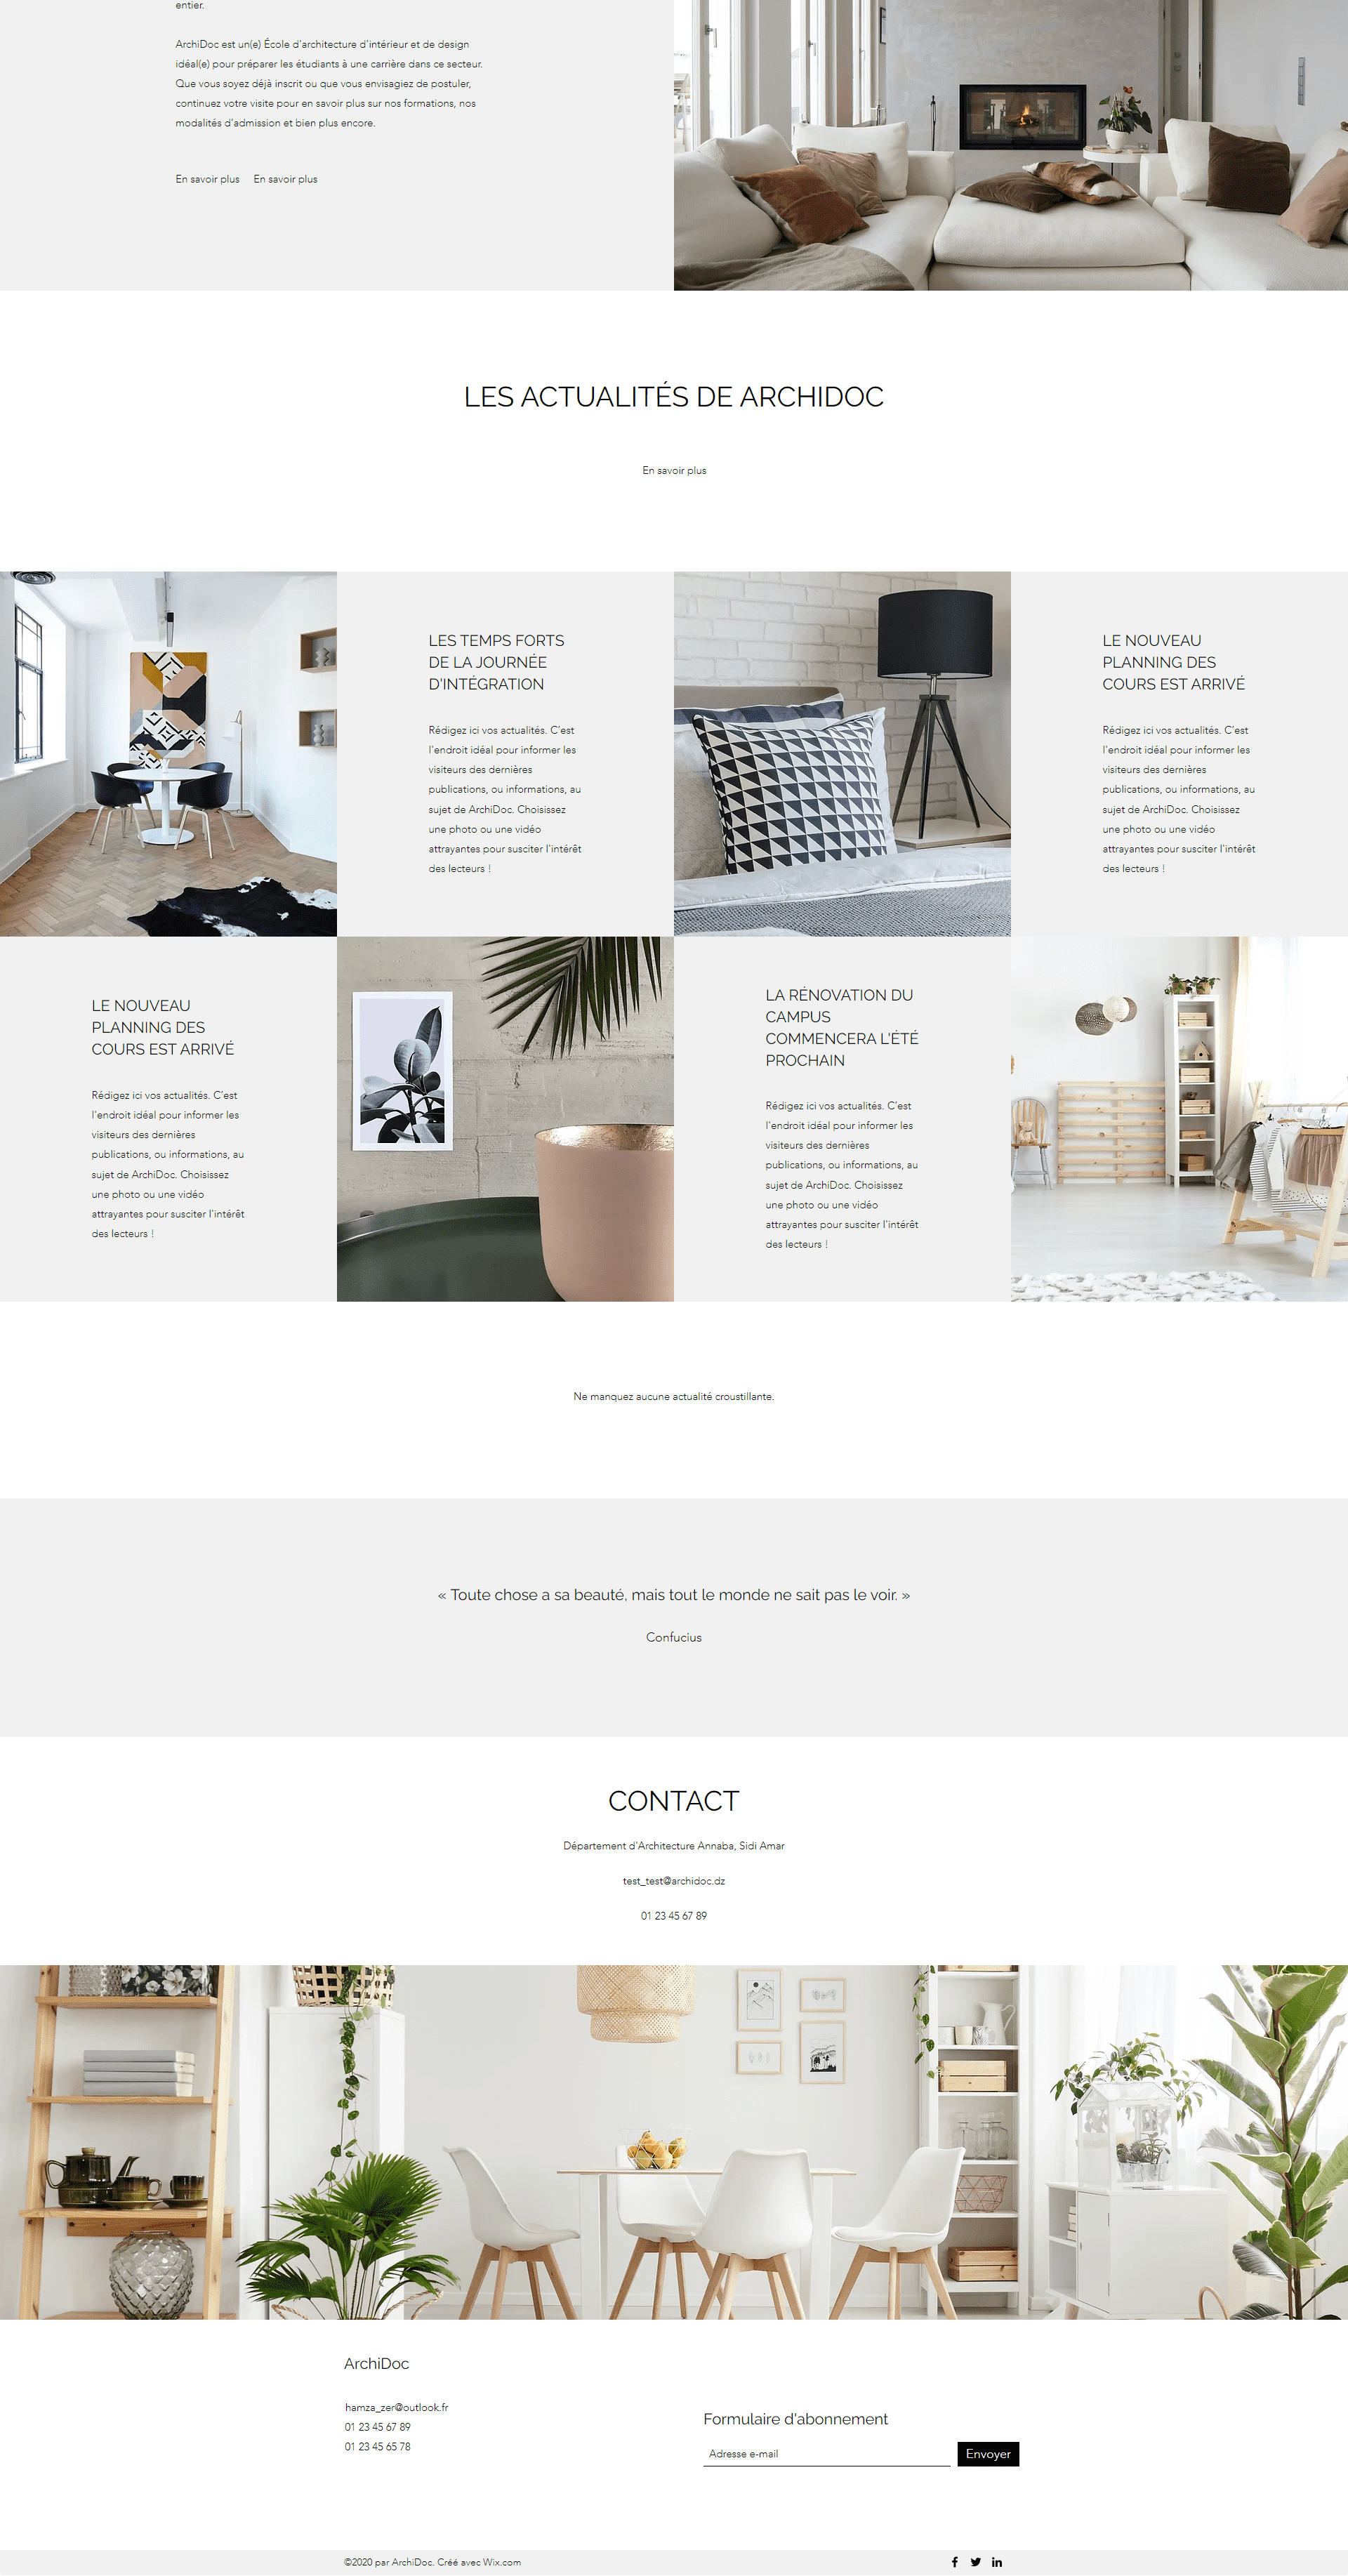 entier.
ArchiDoc est un(e) École d'architecture d'intérieur et de design
idéal(e) pour préparer les étudiants à une carrière dans ce secteur.
Que vous soyez déjà inscrit ou que vous envisagiez de postuler,
continuez votre visite pour en savoir plus sur nos formations, nos
modalités d'admission et bien plus encore.
En savoir plus En savoir plus
LES ACTUALITÉS DE ARCHIDOC
En savoir plus
LES TEMPS FORTS
DE LA JOURNÉE
D'INTÉGRATION
Rédigez ici vos actualités. C'est
l'endroit idéal pour informer les
visiteurs des dernières
publications, ou informations, au
sujet de ArchiDoc. Choisissez
une photo ou une vidéo
attrayantes pour susciter l'intérêt
des lecteurs !
LE NOUVEAU
PLANNING DES
COURS EST ARRIVÉ
Rédigez ici vos actualités. C'est
l'endroit idéal pour informer les
visiteurs des dernières
publications, ou informations, au
sujet de ArchiDoc. Choisissez
une photo ou une vidéo
attrayantes pour susciter l'intérêt
des lecteurs !
LE NOUVEAU
PLANNING DES
COURS EST ARRIVÉ
Rédigez ici vos actualités. C'est
l'endroit idéal pour informer les
visiteurs des dernières
publications, ou informations, au
sujet de ArchiDoc. Choisissez
une photo ou une vidéo
attrayantes pour susciter l'intérêt
des lecteurs !
LA RÉNOVATION DU
CAMPUS
COMMENCERA L'ÉTÉ
PROCHAIN
Rédigez ici vos actualités. C'est
l'endroit idéal pour informer les
visiteurs des dernières
publications, ou informations, au
sujet de ArchiDoc. Choisissez
une photo ou une vidéo
attrayantes pour susciter l'intérêt
des lecteurs !
Ne manquez aucune actualité croustillante.
« Toute chose a sa beauté, mais tout le monde ne sait pas le voir. »
Confucius
CONTACT
Département d'Architecture Annaba, Sidi Amar
test_test@archidoc.dz
01 23 45 67 89
ArchiDoc
hamza_zer@outlook.fr
01 23 45 67 89
01 23 45 65 78
Formulaire d'abonnement
Adresse e-mail
Envoyer
©2020 par ArchiDoc. Créé avec Wix.com